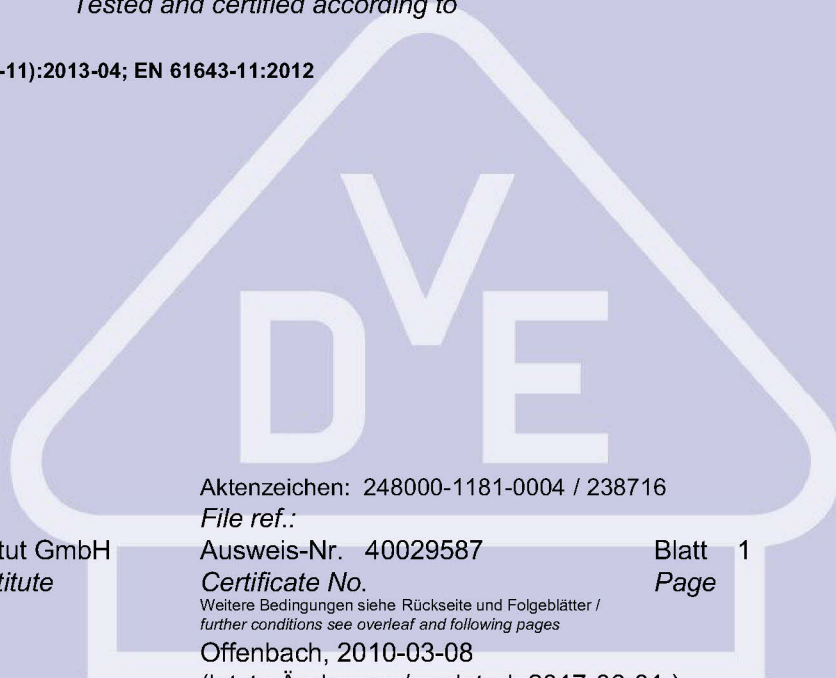 Tested and certified according to
-11):2013-04; EN 61643-11:2012
VDE
Aktenzeichen: 248000-1181-0004 / 238716
File ref.:
tut GmbH Ausweis-Nr. 40029587 Blatt 1
titute Certificate No. Page
Weitere Bedingungen siehe Rückseite und Folgeblätter /
further conditions see overleaf and following pages
Offenbach, 2010-03-08